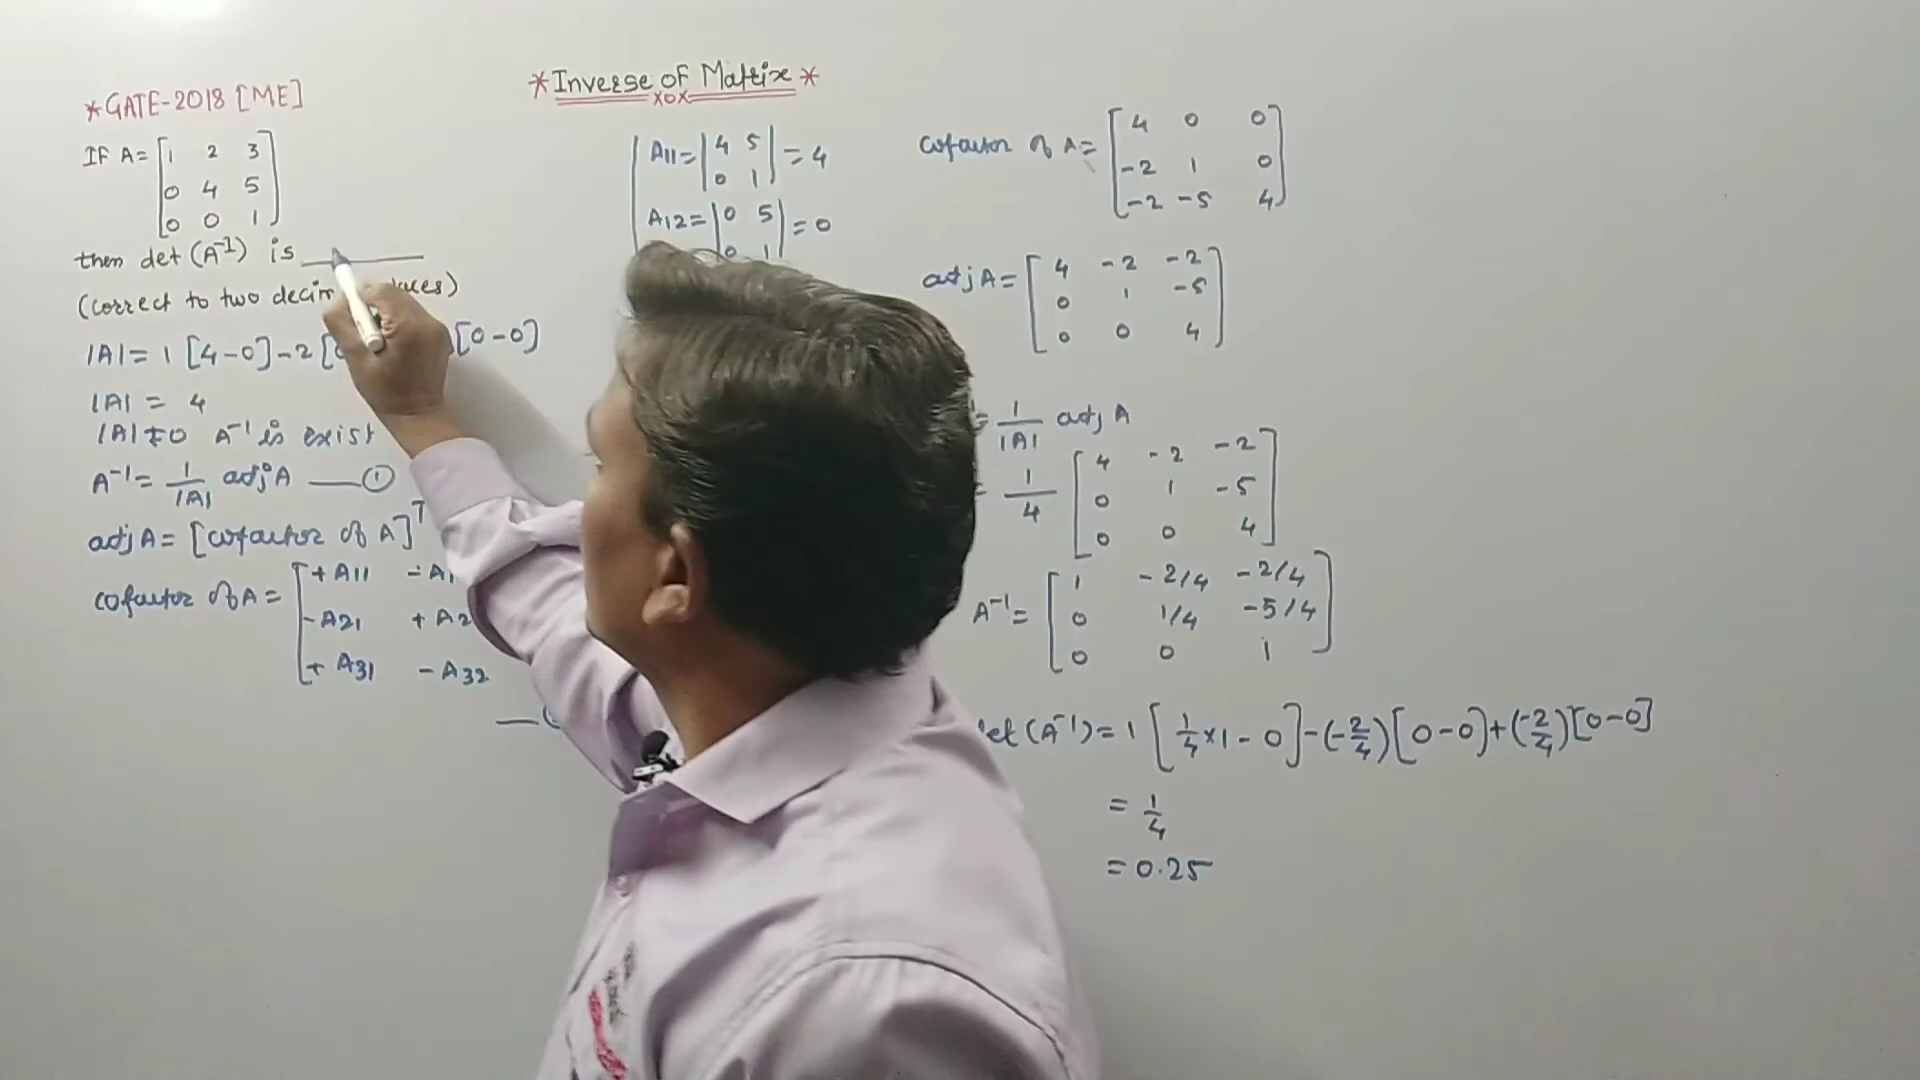 *Inverse of Matrix*
xox
*GATE-2018 [ME]
IF A= [1 2 3
0 4 5
0 0 1]
then det (A⁻¹) is ________
(correct to two decim
|A| = 1 [4-0] -2 [0 [0-0]
|A| = 4
|A| ≠ 0 A⁻¹ is exist
A⁻¹ = 1/|A| adj A —— ①
adj A = [cofactor of A]ᵀ
cofactor of A = [+A11 -A1
-A21 +A2
+A31 -A32
A11 = |4 5
0 1| = 4
A12 = |0 5
0 1| = 0
cofactor of A = [4 0 0
-2 1 0
-2 -5 4]
adj A = [4 -2 -2
0 1 -5
0 0 4]
= 1/|A| adj A
= 1/4 [4 -2 -2
0 1 -5
0 0 4]
A⁻¹ = [1 -2/4 -2/4
0 1/4 -5/4
0 0 1]
det (A⁻¹) = 1 [1/4 × 1 - 0] - (-2/4) [0-0] + (-2/4) [0-0]
= 1/4
= 0.25